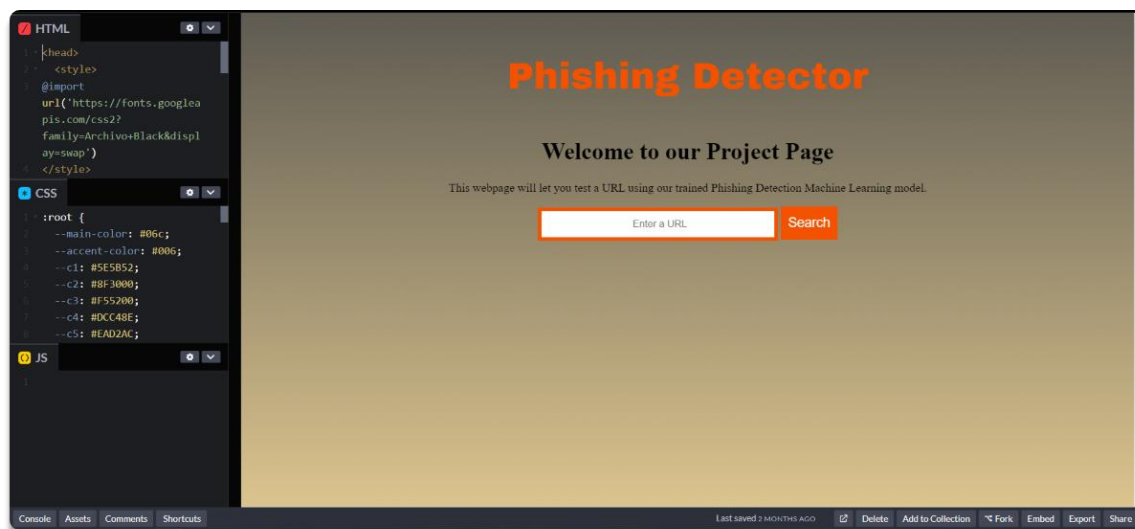 HTML
1 <head>
2 <style>
3 @import
url('https://fonts.googlea
pis.com/css2?
family=Archivo+Black&displ
ay=swap')
4 </style>
CSS
1 :root {
2 --main-color: #06c;
3 --accent-color: #006;
4 --c1: #5E5B52;
5 --c2: #8F3000;
6 --c3: #F55200;
7 --c4: #DCC48E;
8 --c5: #EAD2AC;
JS
1
Phishing Detector
Welcome to our Project Page
This webpage will let you test a URL using our trained Phishing Detection Machine Learning model.
Enter a URL
Search
Console Assets Comments Shortcuts
Last saved 2 MONTHS AGO Delete Add to Collection Fork Embed Export Share